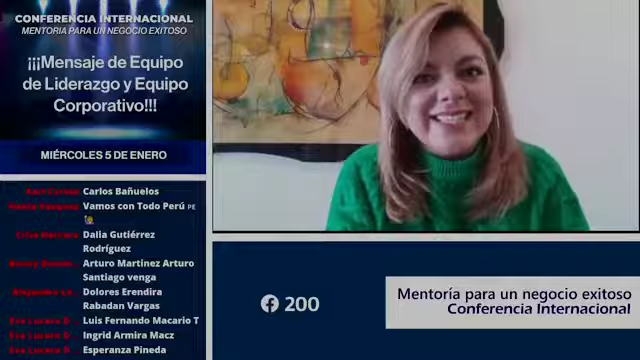 CONFERENCIA INTERNACIONAL
MENTORÍA PARA UN NEGOCIO EXITOSO
¡¡¡Mensaje de Equipo
de Liderazgo y Equipo
Corporativo!!!
MIÉRCOLES 5 DE ENERO
Carlos Bañuelos
Vamos con Todo Perú PE
Dalia Gutiérrez
Rodríguez
Arturo Martinez Arturo
Santiago venga
Dolores Erendira
Rabadan Vargas
Luis Fernando Macario T
Ingrid Armira Macz
Esperanza Pineda
200
Mentoría para un negocio exitoso
Conferencia Internacional